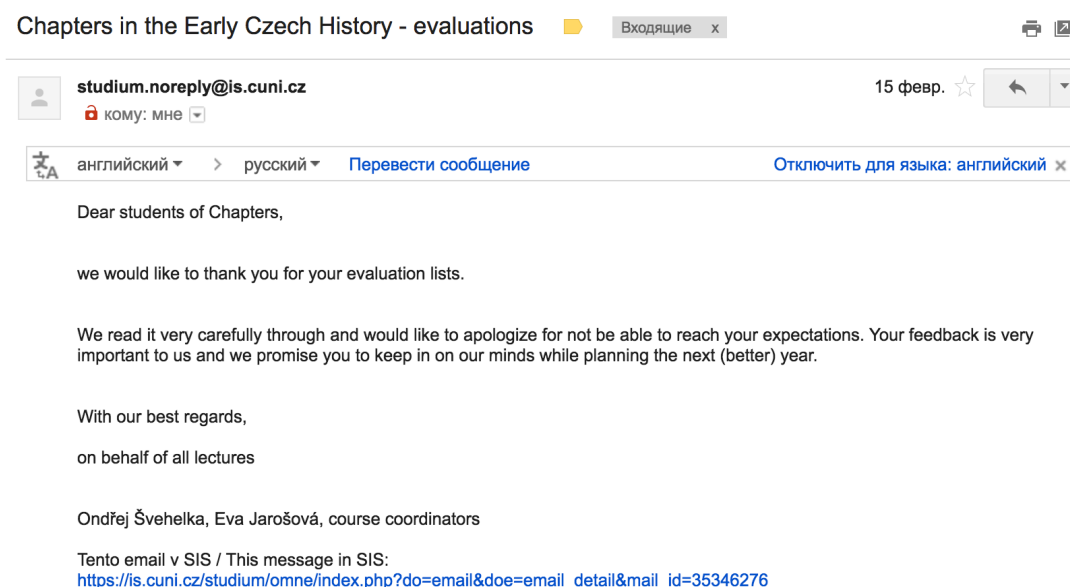 Chapters in the Early Czech History - evaluations
Входящие x
studium.noreply@is.cuni.cz
15 февр.
кому: мне
английский > русский Перевести сообщение Отключить для языка: английский x
Dear students of Chapters,
we would like to thank you for your evaluation lists.
We read it very carefully through and would like to apologize for not be able to reach your expectations. Your feedback is very
important to us and we promise you to keep in on our minds while planning the next (better) year.
With our best regards,
on behalf of all lectures
Ondřej Švehelka, Eva Jarošová, course coordinators
Tento email v SIS / This message in SIS:
https://is.cuni.cz/studium/omne/index.php?do=email&doe=email_detail&mail_id=35346276